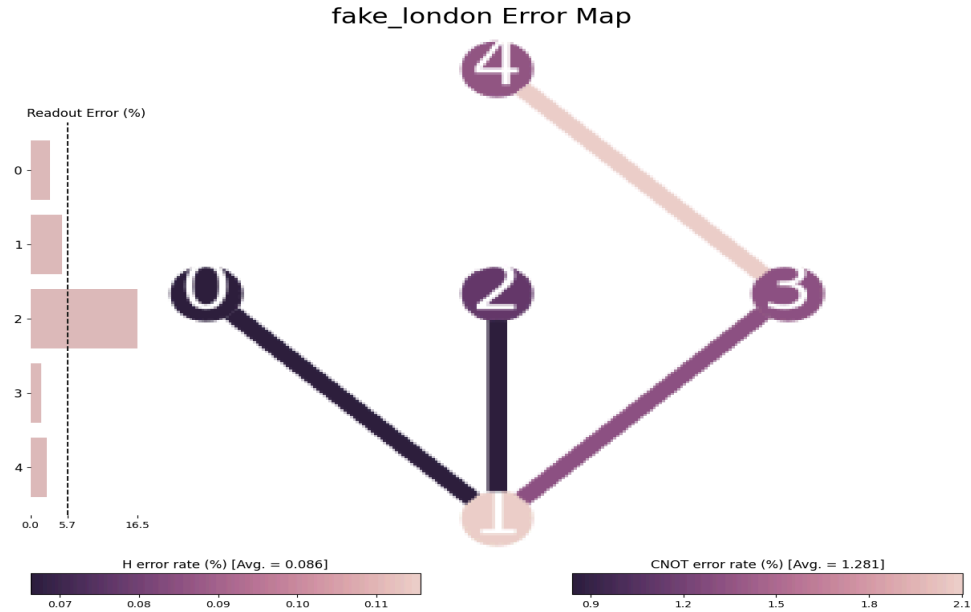 fake_london Error Map
4
Readout Error (%)
0
1
2
3
4
0.0 5.7 16.5
0 2 3
1
H error rate (%) [Avg. = 0.086]
0.07 0.08 0.09 0.10 0.11
CNOT error rate (%) [Avg. = 1.281]
0.9 1.2 1.5 1.8 2.1